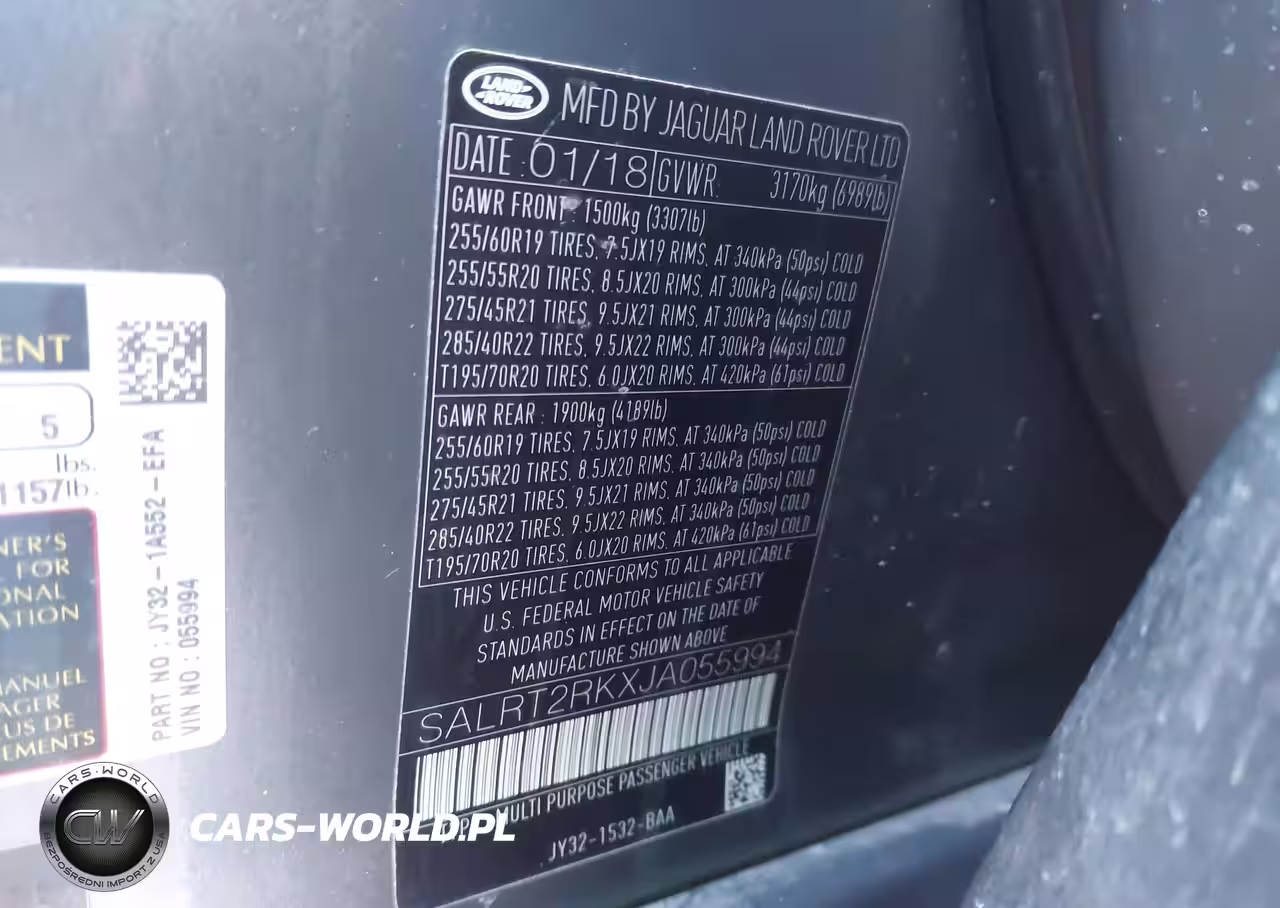 LAND ROVER
MFD BY JAGUAR LAND ROVER LTD
DATE : 01/18 GVWR: 3170kg (6989lb)
GAWR FRONT : 1500kg (3307lb)
255/60R19 TIRES, 7.5JX19 RIMS, AT 340kPa (50psi) COLD
255/55R20 TIRES, 8.5JX20 RIMS, AT 300kPa (44psi) COLD
275/45R21 TIRES, 9.5JX21 RIMS, AT 300kPa (44psi) COLD
285/40R22 TIRES, 9.5JX22 RIMS, AT 300kPa (44psi) COLD
T195/70R20 TIRES, 6.0JX20 RIMS, AT 420kPa (61psi) COLD
GAWR REAR : 1900kg (4189lb)
255/60R19 TIRES, 7.5JX19 RIMS, AT 340kPa (50psi) COLD
255/55R20 TIRES, 8.5JX20 RIMS, AT 340kPa (50psi) COLD
275/45R21 TIRES, 9.5JX21 RIMS, AT 340kPa (50psi) COLD
285/40R22 TIRES, 9.5JX22 RIMS, AT 340kPa (50psi) COLD
T195/70R20 TIRES, 6.0JX20 RIMS, AT 420kPa (61psi) COLD
THIS VEHICLE CONFORMS TO ALL APPLICABLE
U.S. FEDERAL MOTOR VEHICLE SAFETY
STANDARDS IN EFFECT ON THE DATE OF
MANUFACTURE SHOWN ABOVE
SALRT2RKXJA055994
MULTI PURPOSE PASSENGER VEHICLE
JY32-1532-BAA
ENT
5
lbs.
1157lb.
NER'S
FOR
ONAL
ATION
MANUEL
AGER
US DE
EMENTS
PART NO : JY32-1A552-EFA
VIN NO : 055994
CARS-WORLD
CW
BEZPOŚREDNI IMPORT Z USA
CARS-WORLD.PL